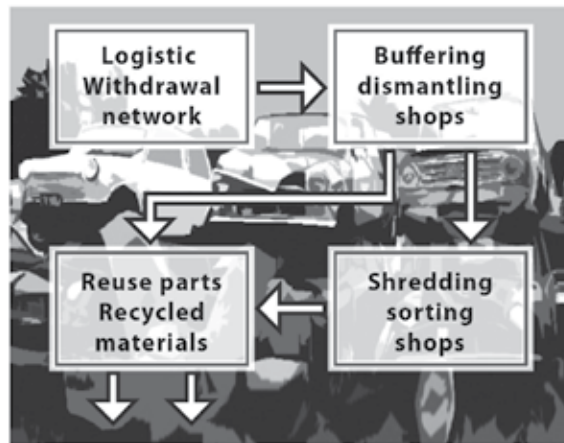 Logistic
Withdrawal
network
Buffering
dismantling
shops
Reuse parts
Recycled
materials
Shredding
sorting
shops